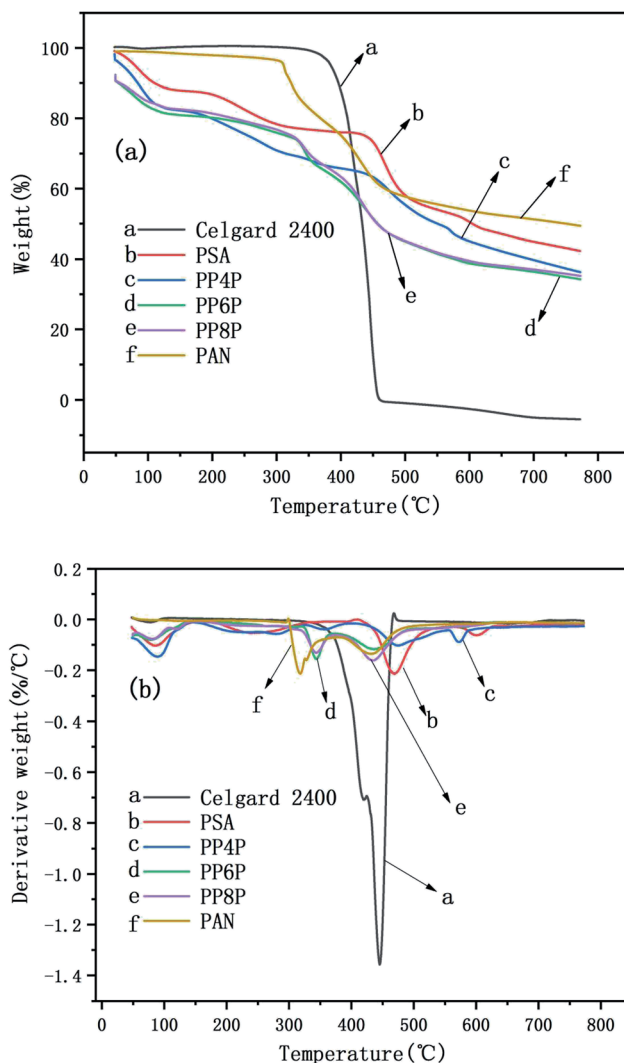 100
80
60
40
20
0
Weight(%)
(a)
a
b
c
f
e
d
a Celgard 2400
b PSA
c PP4P
d PP6P
e PP8P
f PAN
0 100 200 300 400 500 600 700 800
Temperature(℃)
0.2
0.0
-0.2
-0.4
-0.6
-0.8
-1.0
-1.2
-1.4
Derivative weight(%/℃)
(b)
f
d
b
c
e
a
a Celgard 2400
b PSA
c PP4P
d PP6P
e PP8P
f PAN
0 100 200 300 400 500 600 700 800
Temperature(℃)